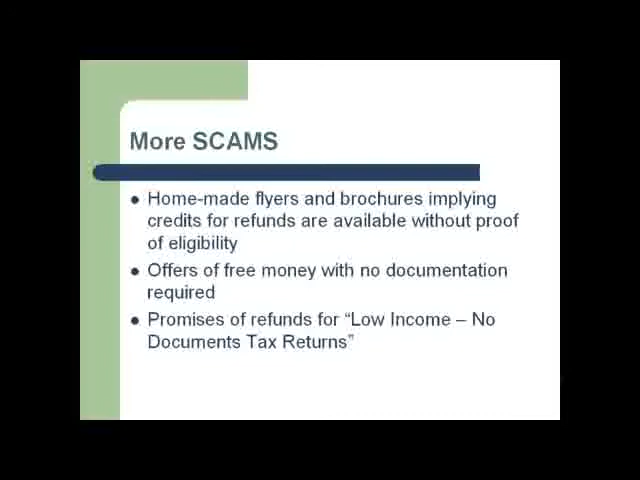 More SCAMS
● Home-made flyers and brochures implying
credits for refunds are available without proof
of eligibility
● Offers of free money with no documentation
required
● Promises of refunds for “Low Income – No
Documents Tax Returns”